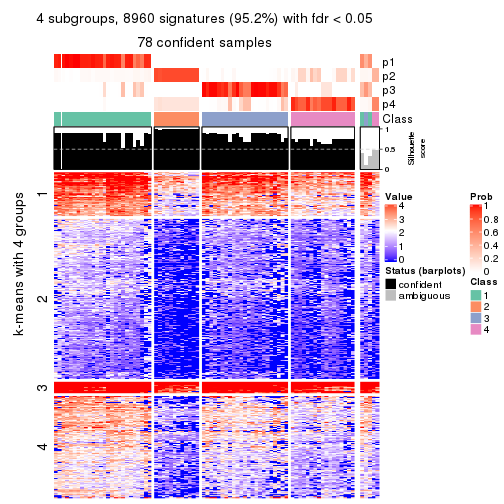 4 subgroups, 8960 signatures (95.2%) with fdr < 0.05
78 confident samples
p1
p2
p3
p4
Class
1
0.5
0
Silhouette
score
k-means with 4 groups
1
2
3
4
Value
4
3
2
1
0
Status (barplots)
confident
ambiguous
Prob
1
0.8
0.6
0.4
0.2
0
Class
1
2
3
4